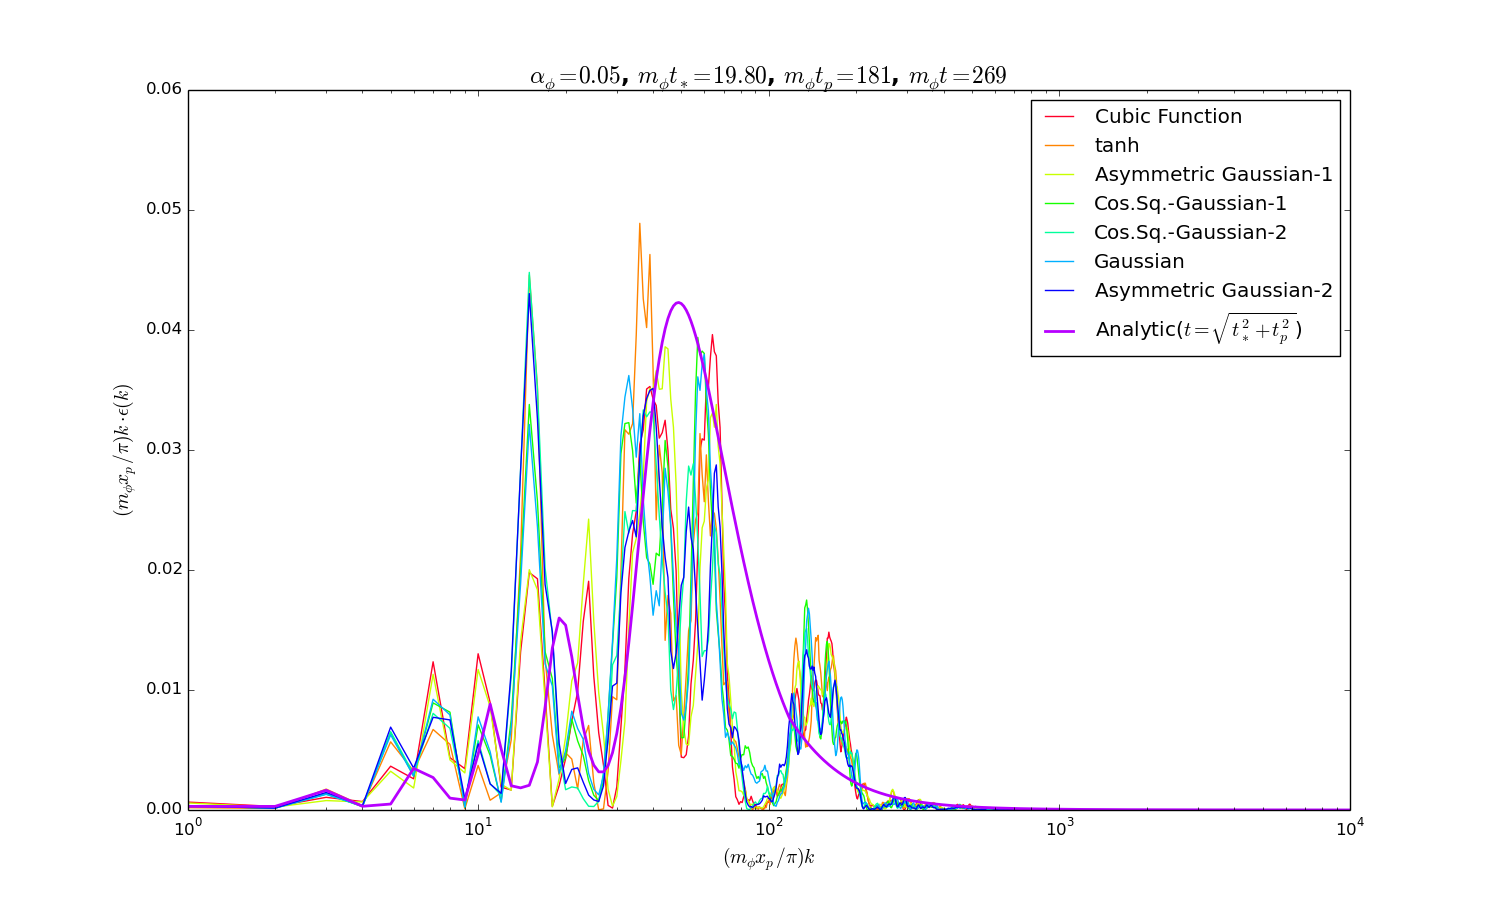 α_ϕ=0.05, m_ϕt_*=19.80, m_ϕt_p=181, m_ϕt=269
0.06
0.05
0.04
0.03
0.02
0.01
0.00
(m_ϕx_p/π)k·ϵ(k)
Cubic Function
tanh
Asymmetric Gaussian-1
Cos.Sq.-Gaussian-1
Cos.Sq.-Gaussian-2
Gaussian
Asymmetric Gaussian-2
Analytic(t=√t_*^2+t_p^2)
10^0 10^1 10^2 10^3 10^4
(m_ϕx_p/π)k